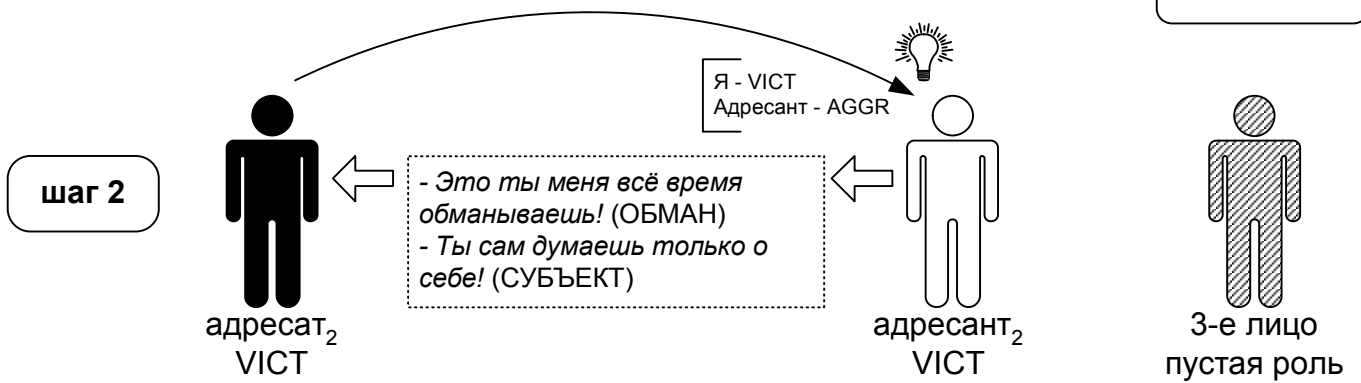 Я - VICT
Адресант - AGGR
шаг 2
- Это ты меня всё время
обманываешь! (ОБМАН)
- Ты сам думаешь только о
себе! (СУБЪЕКТ)
адресат₂
VICT
адресант₂
VICT
3-е лицо
пустая роль